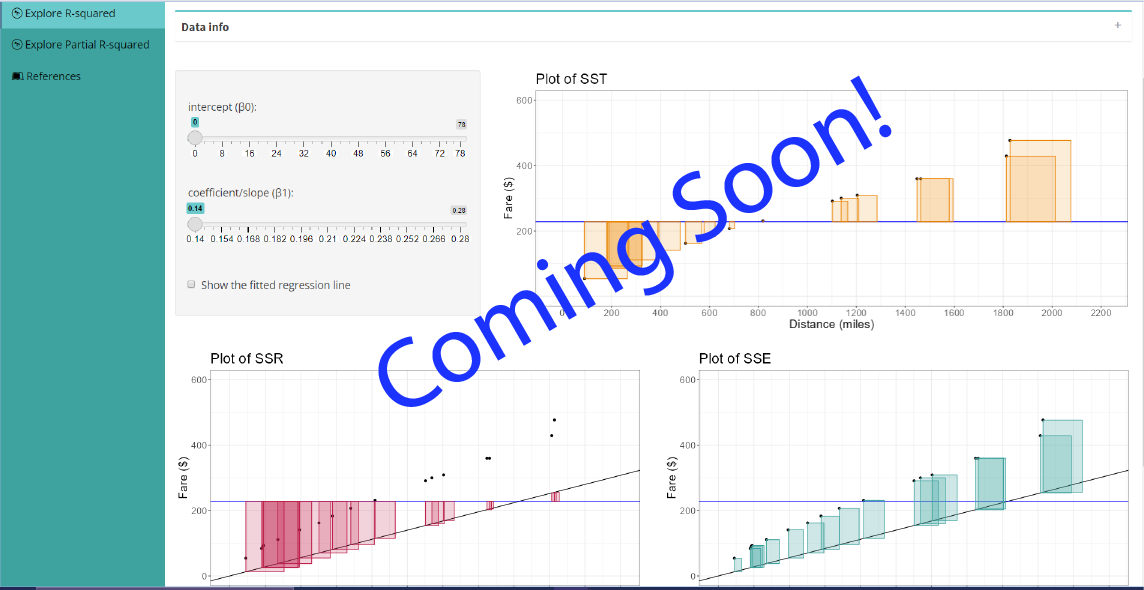 Explore R-squared
Explore Partial R-squared
References
Data info
+
intercept (β0):
0
78
0 8 16 24 32 40 48 56 64 72 78
coefficient/slope (β1):
0.14
0.28
0.14 0.154 0.168 0.182 0.196 0.21 0.224 0.238 0.252 0.266 0.28
Show the fitted regression line
Plot of SST
600
400
200
Fare ($)
0 200 400 600 800 1000 1200 1400 1600 1800 2000 2200
Distance (miles)
Coming Soon!
Plot of SSR
600
400
200
0
Fare ($)
Plot of SSE
600
400
200
0
Fare ($)